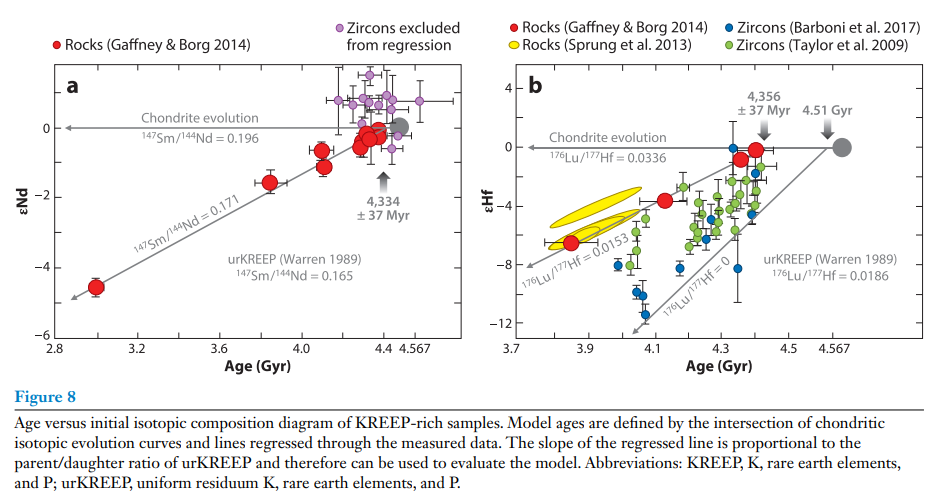 Rocks (Gaffney & Borg 2014)
Zircons excluded
from regression
a
Chondrite evolution
¹⁴⁷Sm/¹⁴⁴Nd = 0.196
4,334
± 37 Myr
¹⁴⁷Sm/¹⁴⁴Nd = 0.171
urKREEP (Warren 1989)
¹⁴⁷Sm/¹⁴⁴Nd = 0.165
εNd
0
−2
−4
−6
2.8 3.2 3.6 4.0 4.4 4.567
Age (Gyr)
Rocks (Gaffney & Borg 2014)
Rocks (Sprung et al. 2013)
Zircons (Barboni et al. 2017)
Zircons (Taylor et al. 2009)
b
4,356
± 37 Myr
4.51 Gyr
Chondrite evolution
¹⁷⁶Lu/¹⁷⁷Hf = 0.0336
¹⁷⁶Lu/¹⁷⁷Hf = 0.0153
¹⁷⁶Lu/¹⁷⁷Hf = 0
urKREEP (Warren 1989)
¹⁷⁶Lu/¹⁷⁷Hf = 0.0186
εHf
4
0
−4
−8
−12
3.7 3.9 4.1 4.3 4.5 4.567
Age (Gyr)
Figure 8
Age versus initial isotopic composition diagram of KREEP-rich samples. Model ages are defined by the intersection of chondritic
isotopic evolution curves and lines regressed through the measured data. The slope of the regressed line is proportional to the
parent/daughter ratio of urKREEP and therefore can be used to evaluate the model. Abbreviations: KREEP, K, rare earth elements,
and P; urKREEP, uniform residuum K, rare earth elements, and P.